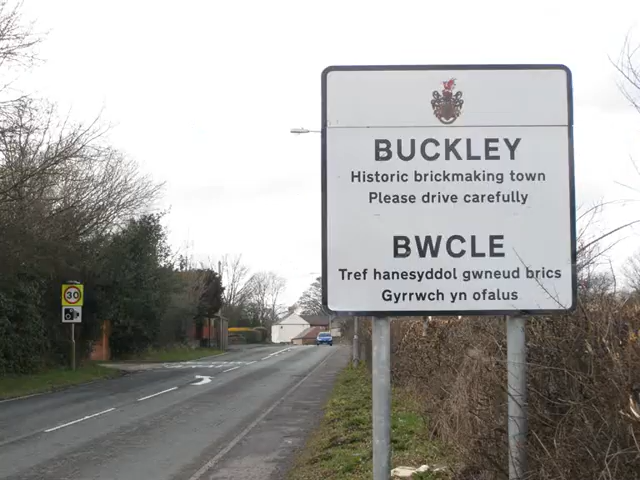 BUCKLEY
Historic brickmaking town
Please drive carefully
BWCLE
Tref hanesyddol gwneud brics
Gyrrwch yn ofalus
30